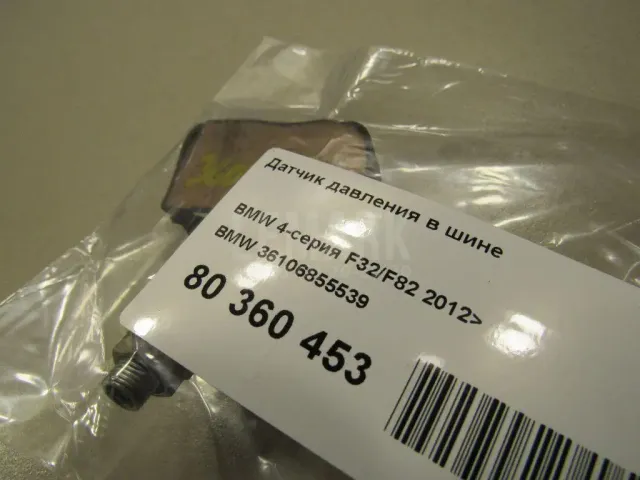 Датчик давления в шине
BMW 4-серия F32/F82 2012>
BMW 36106855539
80 360 453